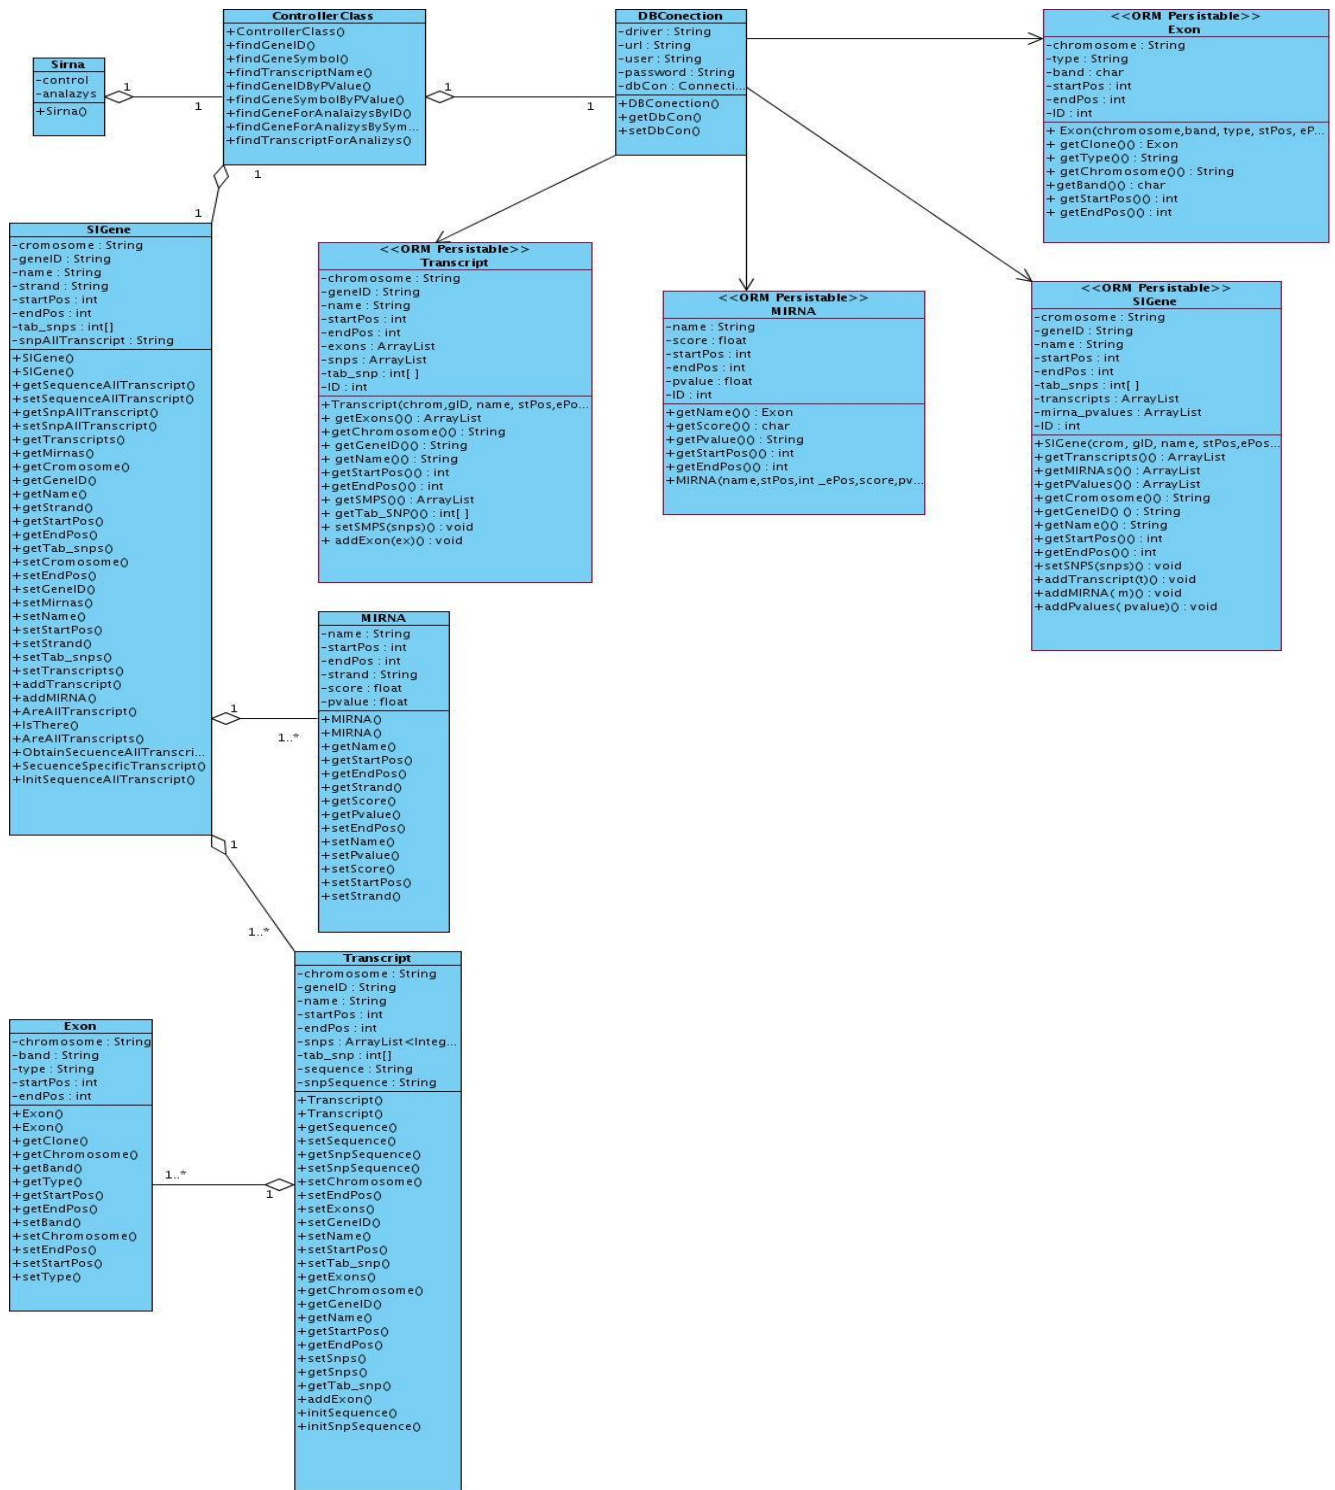 Sirna
-control
-analazys
+Sirna()
1
1
ControllerClass
+ControllerClass()
+findGeneID()
+findGeneSymbol()
+findTranscriptName()
+findGeneIDByPValue()
+findGeneSymbolByPValue()
+findGeneForAnalaizysByID()
+findGeneForAnalizysBySym...
+findTranscriptForAnalizys()
1
1
DBConection
-driver : String
-url : String
-user : String
-password : String
-dbCon : Connecti...
+DBConection()
+getDbCon()
+setDbCon()
<<ORM Persistable>>
Exon
-chromosome : String
-type : String
-band : char
-startPos : int
-endPos : int
-ID : int
+ Exon(chromosome,band, type, stPos, eP...
+ getClone()() : Exon
+ getType()() : String
+ getChromosome()() : String
+getBand()() : char
+ getStartPos()() : int
+ getEndPos()() : int
1
1
SIGene
-cromosome : String
-geneID : String
-name : String
-strand : String
-startPos : int
-endPos : int
-tab_snps : int[]
-snpAllTranscript : String
+SIGene()
+SIGene()
+getSequenceAllTranscript()
+setSequenceAllTranscript()
+getSnpAllTranscript()
+setSnpAllTranscript()
+getTranscripts()
+getMirnas()
+getCromosome()
+getGeneID()
+getName()
+getStrand()
+getStartPos()
+getEndPos()
+getTab_snps()
+setCromosome()
+setEndPos()
+setGeneID()
+setMirnas()
+setName()
+setStartPos()
+setStrand()
+setTab_snps()
+setTranscripts()
+addTranscript()
+addMIRNA()
+AreAllTranscript()
+IsThere()
+AreAllTranscripts()
+ObtainSecuenceAllTranscri...
+SecuenceSpecificTranscript()
+InitSequenceAllTranscript()
<<ORM Persistable>>
Transcript
-chromosome : String
-geneID : String
-name : String
-startPos : int
-endPos : int
-exons : ArrayList
-snps : ArrayList
-tab_snp : int[ ]
-ID : int
+Transcript(chrom,gID, name, stPos,ePo...
+ getExons()() : ArrayList
+getChromosome()() : String
+ getGeneID()() : String
+ getName()() : String
+getStartPos()() : int
+getEndPos()() : int
+ getSMPS()() : ArrayList
+ getTab_SNP()() : int[ ]
+ setSMPS(snps)() : void
+ addExon(ex)() : void
<<ORM Persistable>>
MIRNA
-name : String
-score : float
-startPos : int
-endPos : int
-pvalue : float
-ID : int
+getName()() : Exon
+getScore()() : char
+getPvalue()() : String
+getStartPos()() : int
+getEndPos()() : int
+MIRNA(name,stPos,int _ePos,score,pv...
<<ORM Persistable>>
SIGene
-cromosome : String
-geneID : String
-name : String
-startPos : int
-endPos : int
-tab_snps : int[ ]
-transcripts : ArrayList
-mirna_pvalues : ArrayList
-ID : int
+SIGene(crom, gID, name, stPos,ePos...
+getTranscripts()() : ArrayList
+getMIRNAs()() : ArrayList
+getPValues()() : ArrayList
+getCromosome()() : String
+getGeneID() () : String
+getName()() : String
+getStartPos()() : int
+getEndPos()() : int
+setSNPS(snps)() : void
+addTranscript(t)() : void
+addMIRNA( m)() : void
+addPvalues( pvalue)() : void
1
1..*
MIRNA
-name : String
-startPos : int
-endPos : int
-strand : String
-score : float
-pvalue : float
+MIRNA()
+MIRNA()
+getName()
+getStartPos()
+getEndPos()
+getStrand()
+getScore()
+getPvalue()
+setEndPos()
+setName()
+setPvalue()
+setScore()
+setStartPos()
+setStrand()
1
1..*
Transcript
-chromosome : String
-geneID : String
-name : String
-startPos : int
-endPos : int
-snps : ArrayList<Integ...
-tab_snp : int[]
-sequence : String
-snpSequence : String
+Transcript()
+Transcript()
+getSequence()
+setSequence()
+getSnpSequence()
+setSnpSequence()
+setChromosome()
+setEndPos()
+setExons()
+setGeneID()
+setName()
+setStartPos()
+setTab_snp()
+getExons()
+getChromosome()
+getGeneID()
+getName()
+getStartPos()
+getEndPos()
+setSnps()
+getSnps()
+getTab_snp()
+addExon()
+initSequence()
+initSnpSequence()
Exon
-chromosome : String
-band : String
-type : String
-startPos : int
-endPos : int
+Exon()
+Exon()
+getClone()
+getChromosome()
+getBand()
+getType()
+getStartPos()
+getEndPos()
+setBand()
+setChromosome()
+setEndPos()
+setStartPos()
+setType()
1..*
1